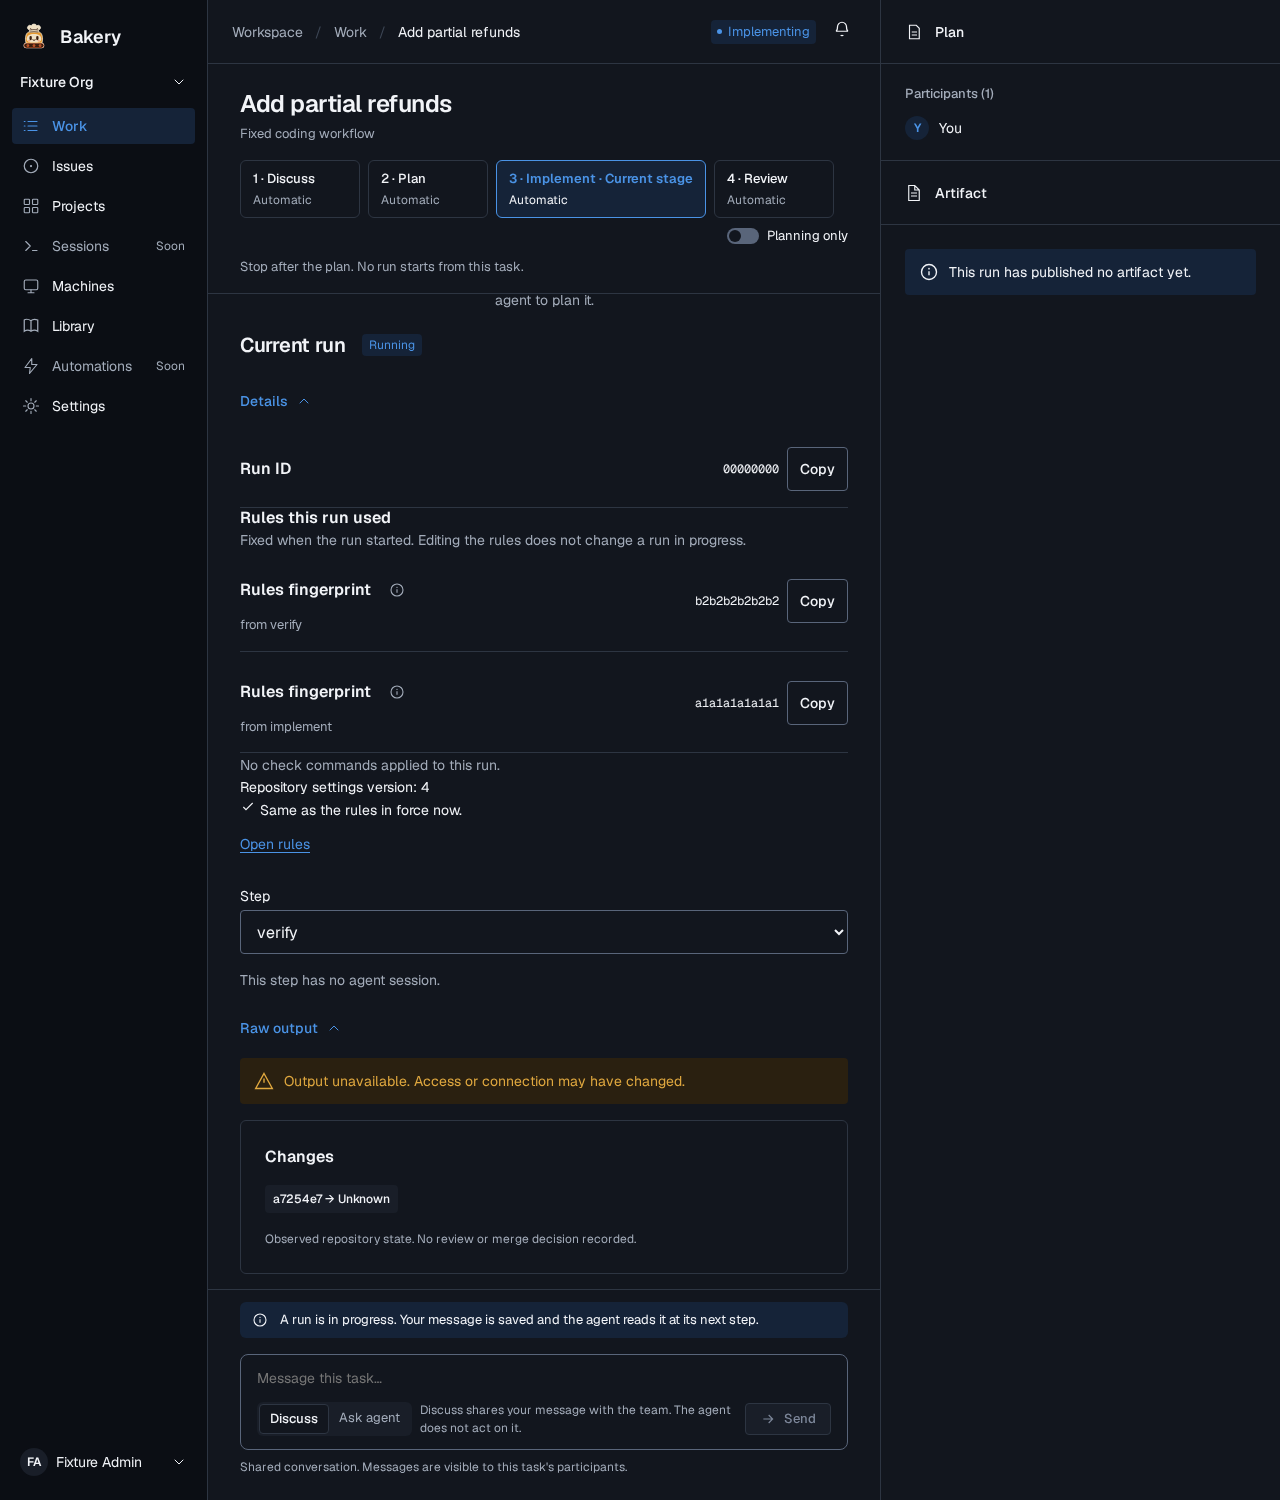 Bakery
Fixture Org
Work
Issues
Projects
Sessions Soon
Machines
Library
Automations Soon
Settings
FA Fixture Admin
Workspace / Work / Add partial refunds
Implementing
Add partial refunds
Fixed coding workflow
1 · Discuss
Automatic
2 · Plan
Automatic
3 · Implement · Current stage
Automatic
4 · Review
Automatic
Planning only
Stop after the plan. No run starts from this task.
agent to plan it.
Current run Running
Details
Run ID 00000000 Copy
Rules this run used
Fixed when the run started. Editing the rules does not change a run in progress.
Rules fingerprint b2b2b2b2b2b2 Copy
from verify
Rules fingerprint a1a1a1a1a1a1 Copy
from implement
No check commands applied to this run.
Repository settings version: 4
Same as the rules in force now.
Open rules
Step
verify
This step has no agent session.
Raw output
Output unavailable. Access or connection may have changed.
Changes
a7254e7 → Unknown
Observed repository state. No review or merge decision recorded.
A run is in progress. Your message is saved and the agent reads it at its next step.
Message this task...
Discuss Ask agent
Discuss shares your message with the team. The agent
does not act on it.
→ Send
Shared conversation. Messages are visible to this task's participants.
Plan
Participants (1)
Y You
Artifact
This run has published no artifact yet.